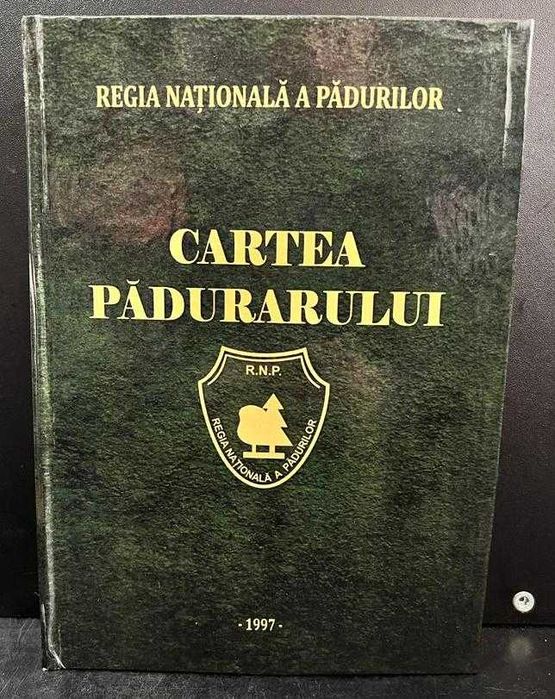 REGIA NAȚIONALĂ A PĂDURILOR
CARTEA
PĂDURARULUI
R.N.P.
REGIA NAȚIONALĂ A PĂDURILOR
- 1997 -